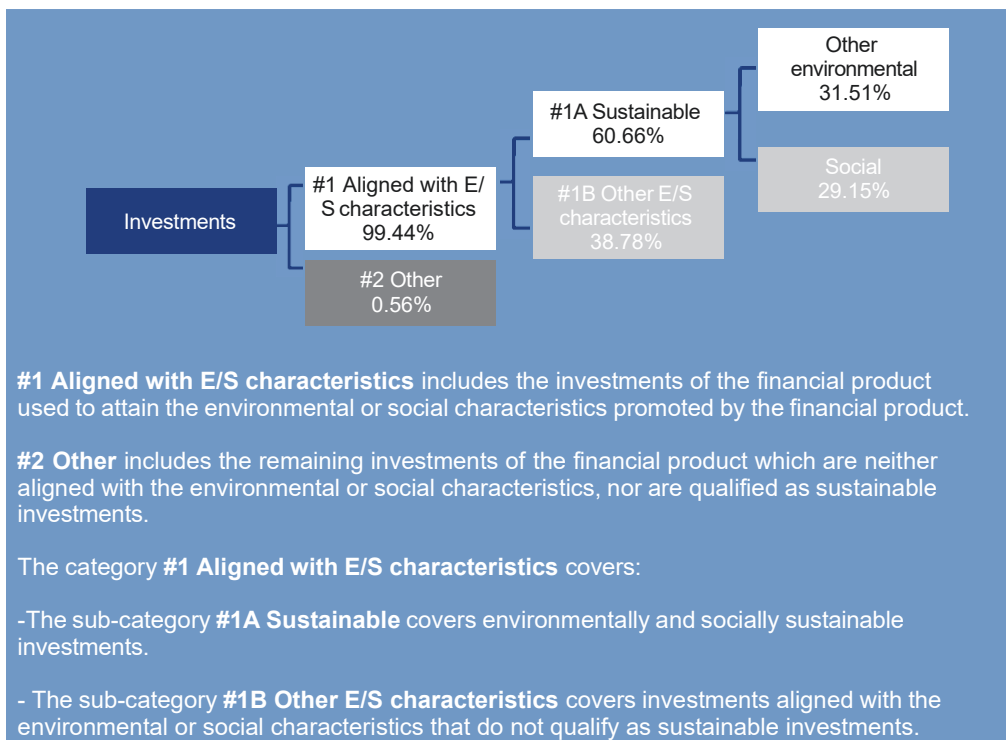 Other
environmental
31.51%
#1A Sustainable
60.66%
Social
29.15%
#1 Aligned with E/
S characteristics
99.44%
#1B Other E/S
characteristics
38.78%
Investments
#2 Other
0.56%
#1 Aligned with E/S characteristics includes the investments of the financial product
used to attain the environmental or social characteristics promoted by the financial product.
#2 Other includes the remaining investments of the financial product which are neither
aligned with the environmental or social characteristics, nor are qualified as sustainable
investments.
The category #1 Aligned with E/S characteristics covers:
-The sub-category #1A Sustainable covers environmentally and socially sustainable
investments.
- The sub-category #1B Other E/S characteristics covers investments aligned with the
environmental or social characteristics that do not qualify as sustainable investments.